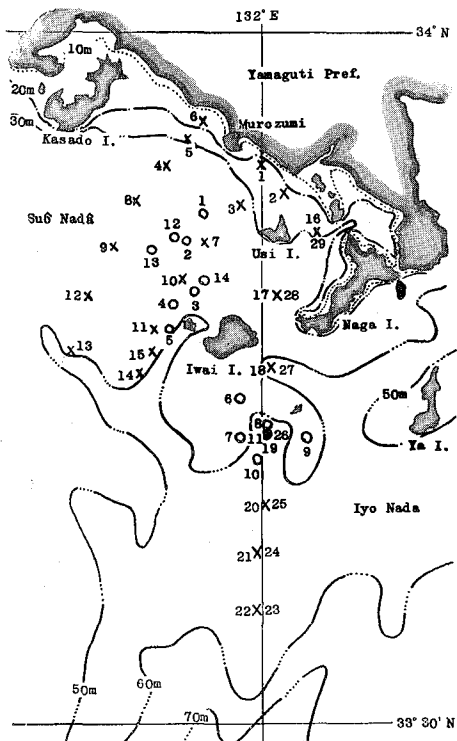 132°E
34° N
10m
Yamaguti Pref.
20m
30m
6
Murozumi
Kasado I.
5
4
1
8
2
3
1
16
Suô Nada
12
2
7
29
9
13
Usi I.
10
14
12
3
17 28
4
11
Naga I.
5
13
15
Iwai I.
18 27
14
50m
6
8
7
11 26
9
Ya I.
19
10
20 25
Iyo Nada
21 24
22 23
50m
60m
70m
33° 30' N